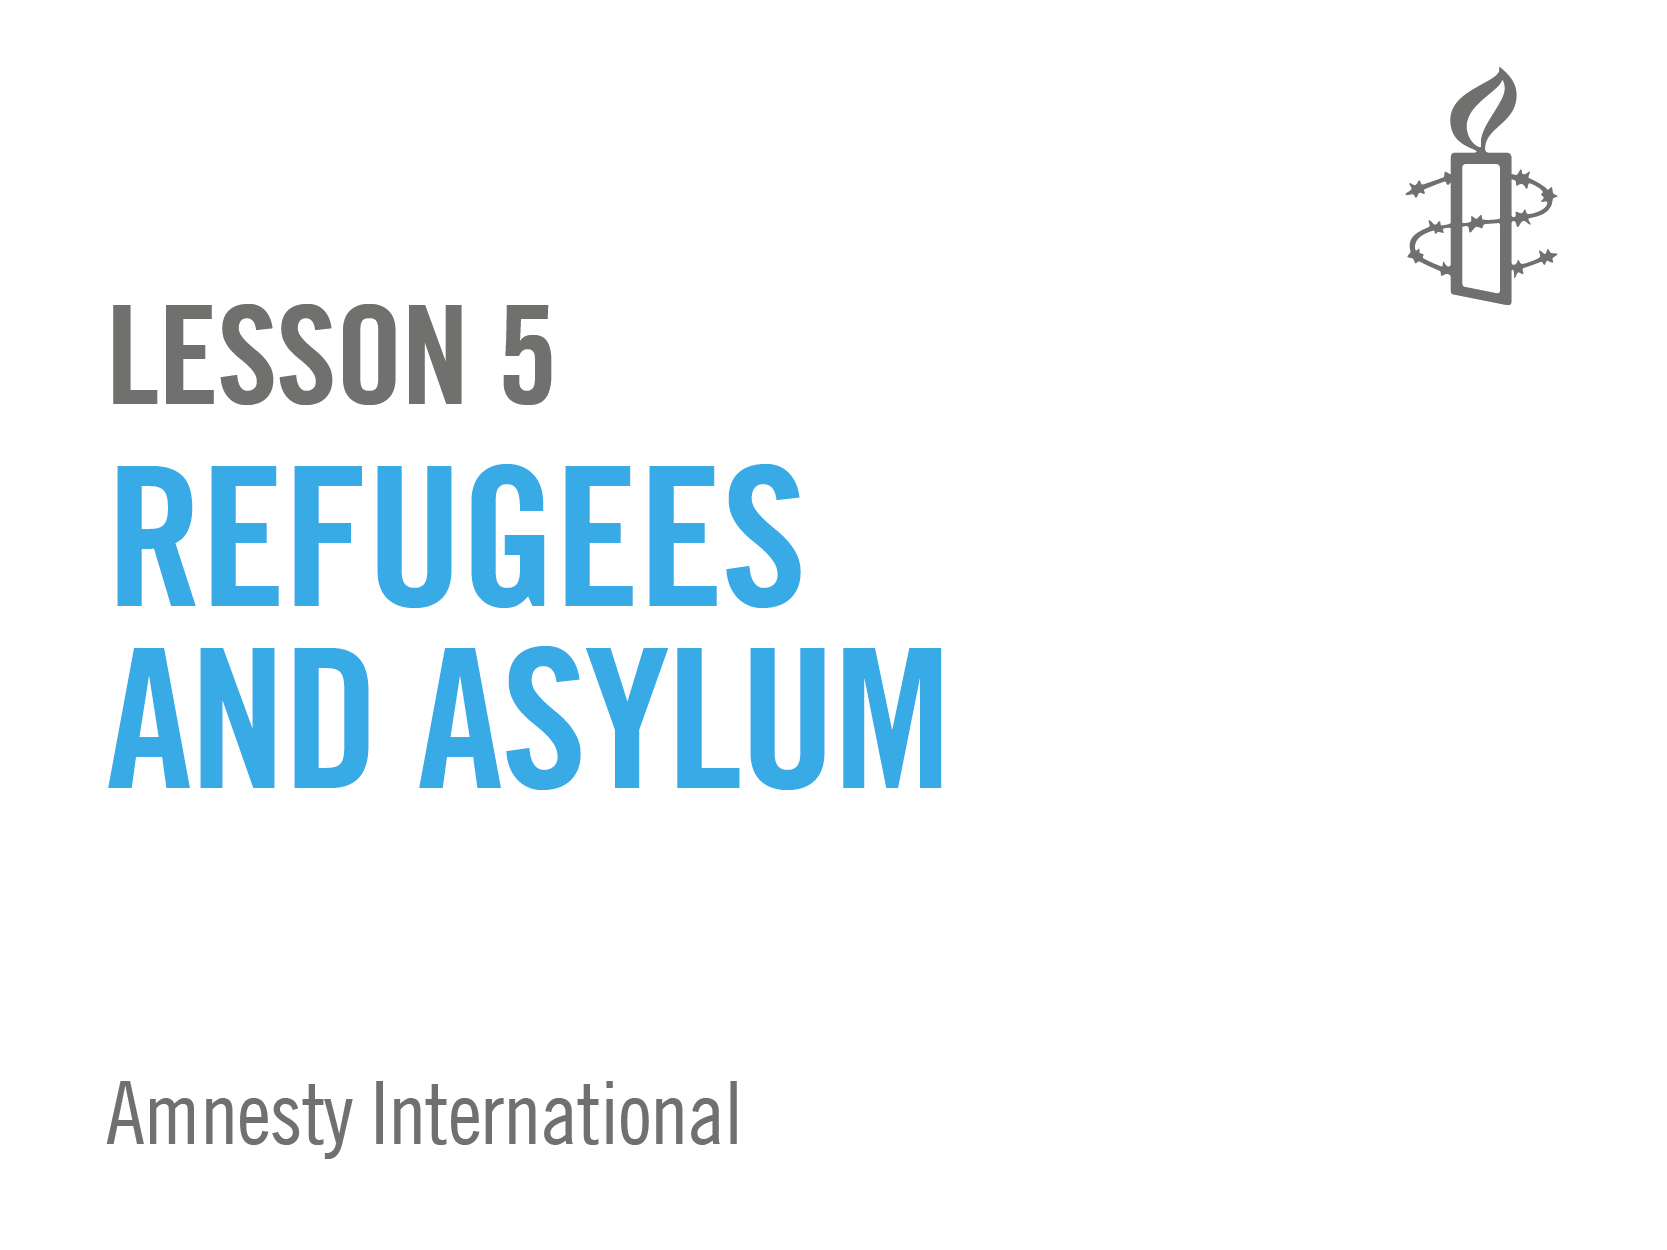 LESSON 5
REFUGEES
AND ASYLUM
Amnesty International